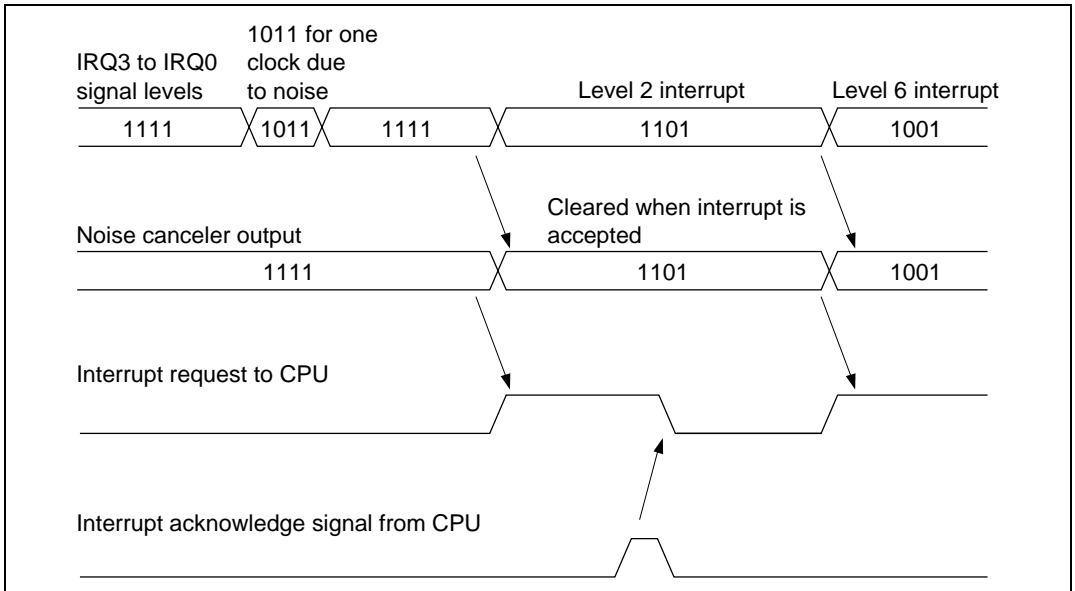 1011 for one
clock due
to noise
IRQ3 to IRQ0
signal levels
Level 2 interrupt
Level 6 interrupt
1111 1011 1111 1101 1001
Cleared when interrupt is
accepted
Noise canceler output
1111 1101 1001
Interrupt request to CPU
Interrupt acknowledge signal from CPU